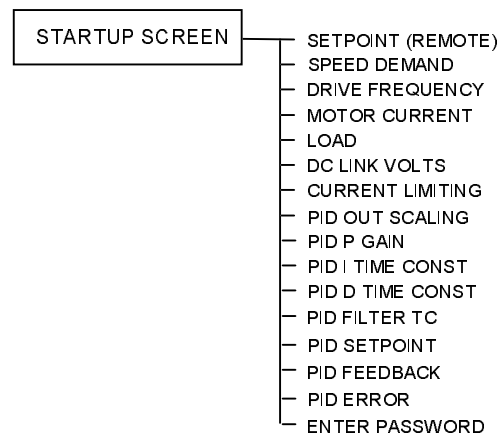 STARTUP SCREEN
SETPOINT (REMOTE)
SPEED DEMAND
DRIVE FREQUENCY
MOTOR CURRENT
LOAD
DC LINK VOLTS
CURRENT LIMITING
PID OUT SCALING
PID P GAIN
PID I TIME CONST
PID D TIME CONST
PID FILTER TC
PID SETPOINT
PID FEEDBACK
PID ERROR
ENTER PASSWORD